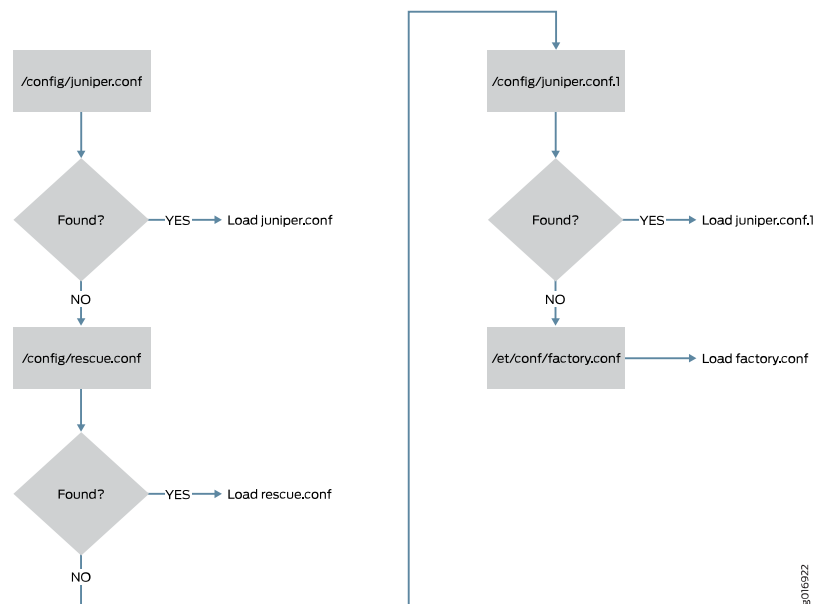 /config/juniper.conf
Found?
YES
Load juniper.conf
NO
/config/rescue.conf
Found?
YES
Load rescue.conf
NO
/config/juniper.conf.1
Found?
YES
Load juniper.conf.1
NO
/et/conf/factory.conf
Load factory.conf
g016922